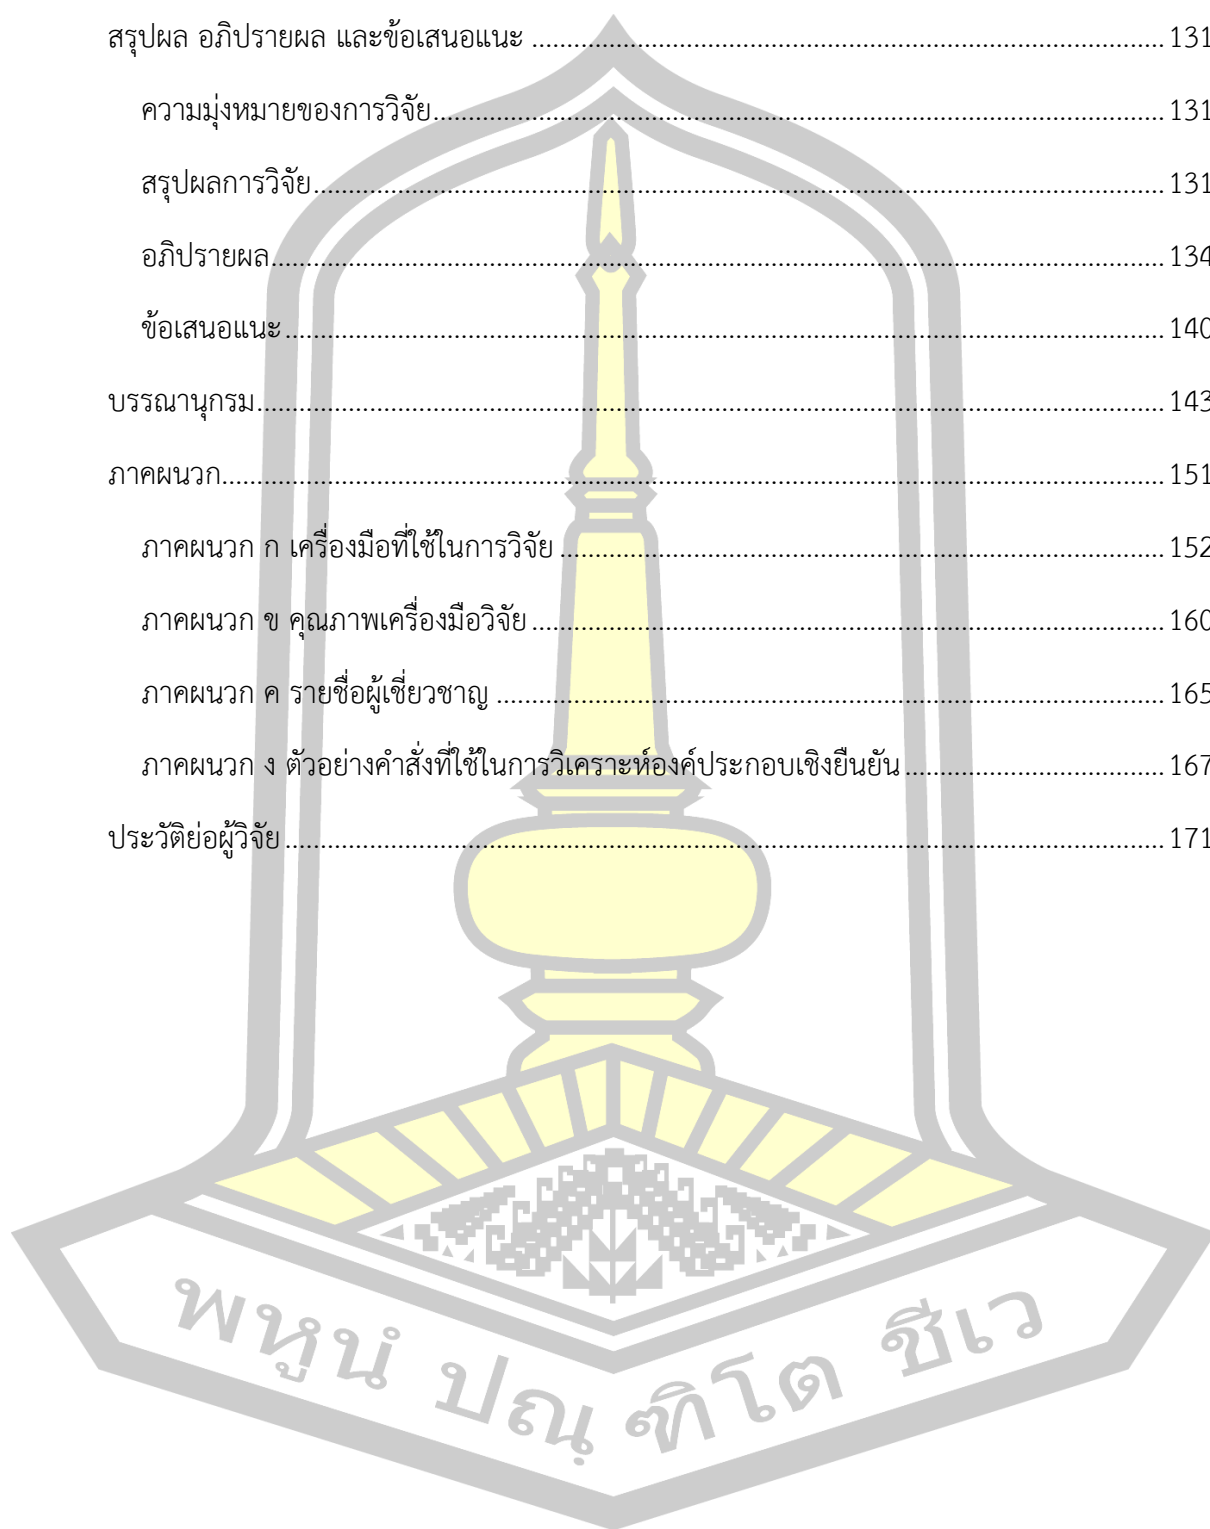 สรุปผล อภิปรายผล และข้อเสนอแนะ ........................................................................ 131
ความมุ่งหมายของการวิจัย........................................................................ 131
สรุปผลการวิจัย........................................................................ 131
อภิปรายผล........................................................................ 134
ข้อเสนอแนะ........................................................................ 140
บรรณานุกรม........................................................................ 143
ภาคผนวก........................................................................ 151
ภาคผนวก ก เครื่องมือที่ใช้ในการวิจัย ........................................................................ 152
ภาคผนวก ข คุณภาพเครื่องมือวิจัย ........................................................................ 160
ภาคผนวก ค รายชื่อผู้เชี่ยวชาญ ........................................................................ 165
ภาคผนวก ง ตัวอย่างคำสั่งที่ใช้ในการวิเคราะห์องค์ประกอบเชิงยืนยัน ................................ 167
ประวัติย่อผู้วิจัย........................................................................ 171
พหูนํ ปณฺฑิโต ชีเว